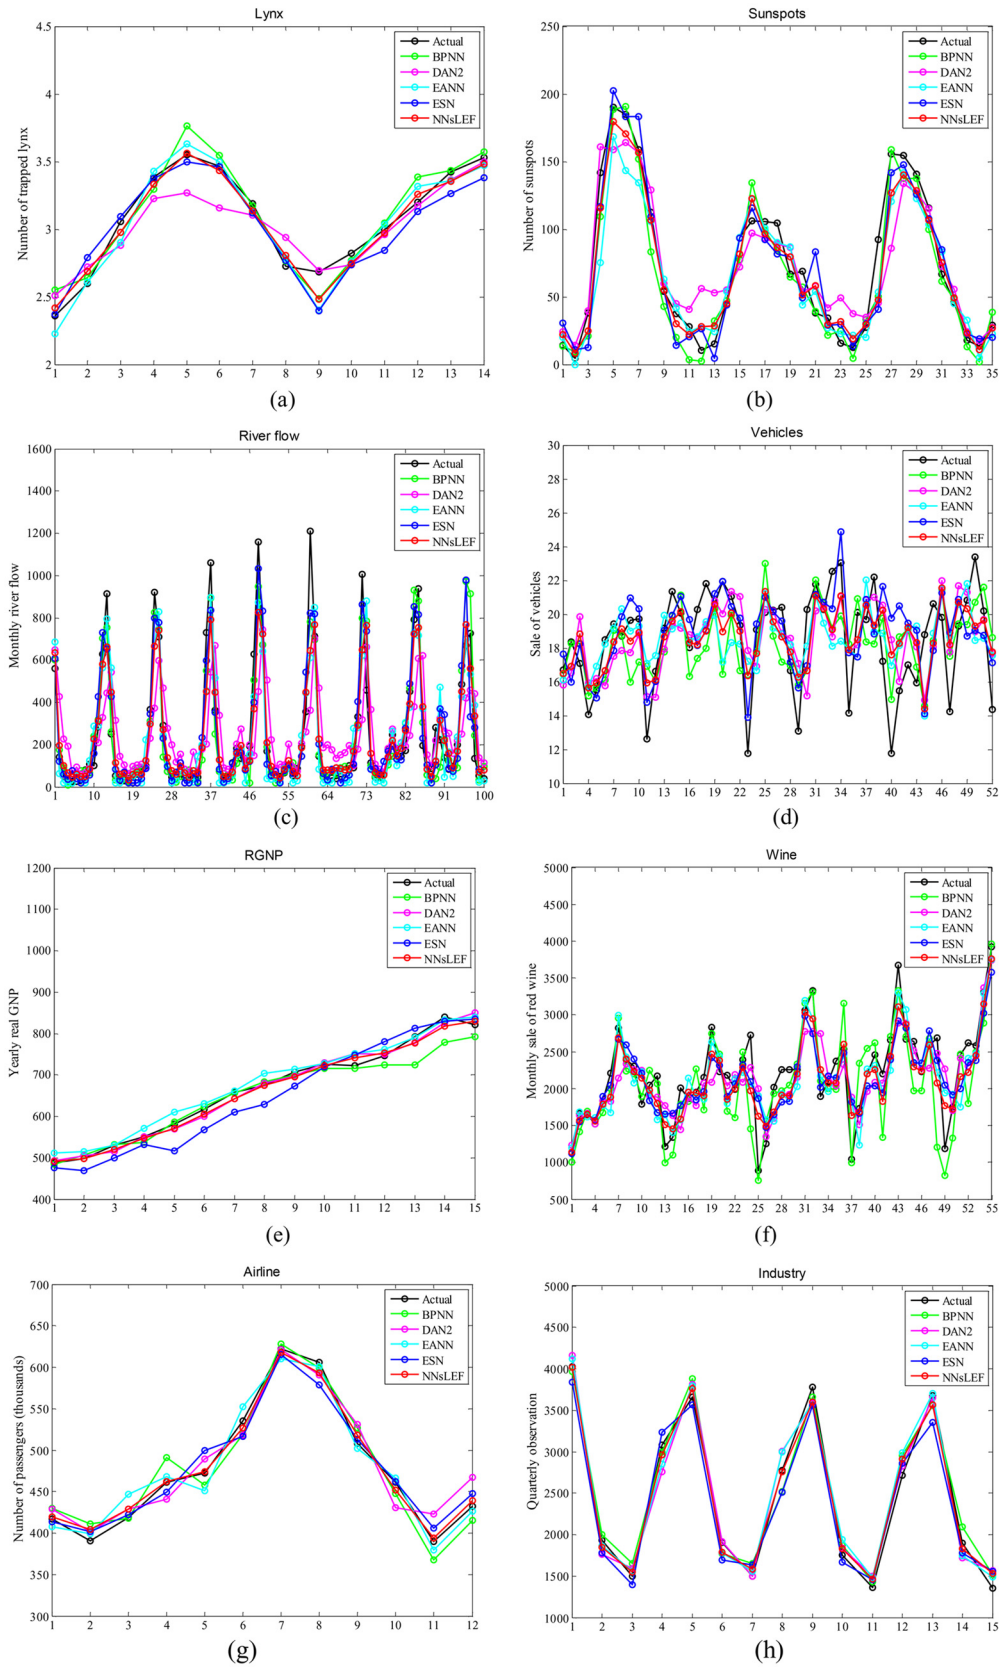 Lynx
Number of trapped lynx
4.5
4
3.5
3
2.5
2
1 2 3 4 5 6 7 8 9 10 11 12 13 14
Actual
BPNN
DAN2
EANN
ESN
NNsLEF
(a)
Sunspots
Number of sunspots
250
200
150
100
50
0
1 3 5 7 9 11 13 15 17 19 21 23 25 27 29 31 33 35
Actual
BPNN
DAN2
EANN
ESN
NNsLEF
(b)
River flow
Monthly river flow
1600
1400
1200
1000
800
600
400
200
0
1 10 19 28 37 46 55 64 73 82 91 100
Actual
BPNN
DAN2
EANN
ESN
NNsLEF
(c)
Vehicles
Sale of vehicles
30
28
26
24
22
20
18
16
14
12
10
1 4 7 10 13 16 19 22 25 28 31 34 37 40 43 46 49 52
Actual
BPNN
DAN2
EANN
ESN
NNsLEF
(d)
RGNP
Yearly real GNP
1200
1100
1000
900
800
700
600
500
400
1 2 3 4 5 6 7 8 9 10 11 12 13 14 15
Actual
BPNN
DAN2
EANN
ESN
NNsLEF
(e)
Wine
Monthly sale of red wine
5000
4500
4000
3500
3000
2500
2000
1500
1000
500
1 4 7 10 13 16 19 22 25 28 31 34 37 40 43 46 49 52 55
Actual
BPNN
DAN2
EANN
ESN
NNsLEF
(f)
Airline
Number of passengers (thousands)
700
650
600
550
500
450
400
350
300
1 2 3 4 5 6 7 8 9 10 11 12
Actual
BPNN
DAN2
EANN
ESN
NNsLEF
(g)
Industry
Quarterly observation
5000
4500
4000
3500
3000
2500
2000
1500
1000
1 2 3 4 5 6 7 8 9 10 11 12 13 14 15
Actual
BPNN
DAN2
EANN
ESN
NNsLEF
(h)